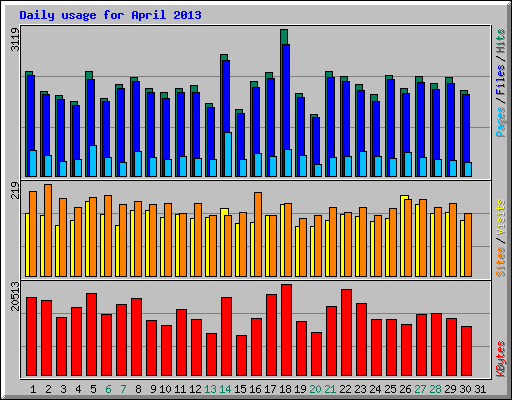 Daily usage for April 2013
3119
Pages / Files / Hits
219
Sites / Visits
20513
KBytes
1 2 3 4 5 6 7 8 9 10 11 12 13 14 15 16 17 18 19 20 21 22 23 24 25 26 27 28 29 30 31